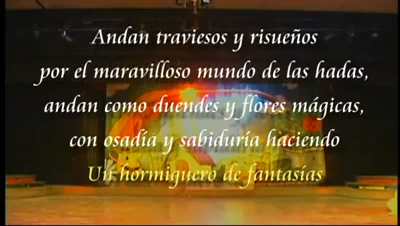 Andan traviesos y risueños
por el maravilloso mundo de las hadas,
andan como duendes y flores mágicas,
con osadía y sabiduría haciendo
Un hormiguero de fantasías